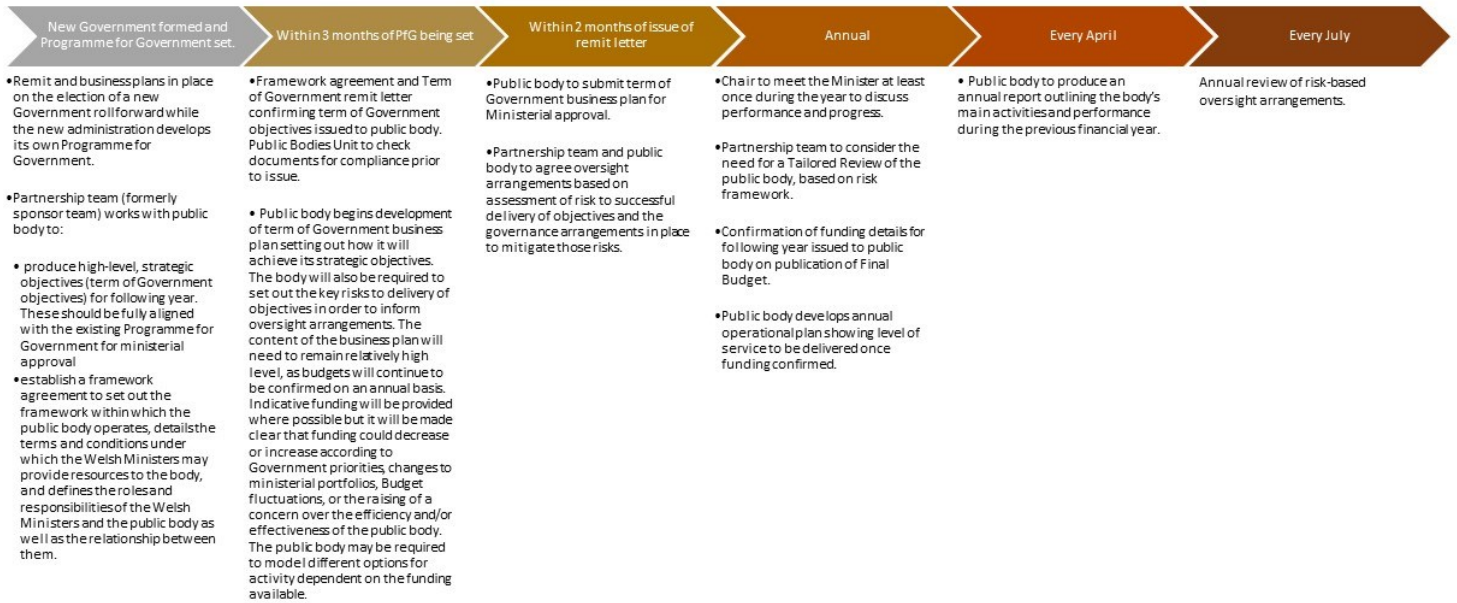 New Government formed and
Programme for Government set.
Within 3 months of PfG being set
Within 2 months of issue of
remit letter
Annual
Every April
Every July
•Remit and business plans in place
on the election of a new
Government roll forward while
the new administration develops
its own Programme for
Government.
•Partnership team (formerly
sponsor team) works with public
body to:
• produce high-level, strategic
objectives (term of Government
objectives) for following year.
These should be fully aligned
with the existing Programme for
Government for ministerial
approval
•establish a framework
agreement to set out the
framework within which the
public body operates, details the
terms and conditions under
which the Welsh Ministers may
provide resources to the body,
and defines the roles and
responsibilities of the Welsh
Ministers and the public body as
well as the relationship between
them.
•Framework agreement and Term
of Government remit letter
confirming term of Government
objectives issued to public body.
Public Bodies Unit to check
documents for compliance prior
to issue.
• Public body begins development
of term of Government business
plan setting out how it will
achieve its strategic objectives.
The body will also be required to
set out the key risks to delivery of
objectives in order to inform
oversight arrangements. The
content of the business plan will
need to remain relatively high
level, as budgets will continue to
be confirmed on an annual basis.
Indicative funding will be provided
where possible but it will be made
clear that funding could decrease
or increase according to
Government priorities, changes to
ministerial portfolios, Budget
fluctuations, or the raising of a
concern over the efficiency and/or
effectiveness of the public body.
The public body may be required
to model different options for
activity dependent on the funding
available.
•Public body to submit term of
Government business plan for
Ministerial approval.
•Partnership team and public
body to agree oversight
arrangements based on
assessment of risk to successful
delivery of objectives and the
governance arrangements in place
to mitigate those risks.
•Chair to meet the Minister at least
once during the year to discuss
performance and progress.
•Partnership team to consider the
need for a Tailored Review of the
public body, based on risk
framework.
•Confirmation of funding details for
following year issued to public
body on publication of Final
Budget.
•Public body develops annual
operational plan showing level of
service to be delivered once
funding confirmed.
• Public body to produce an
annual report outlining the body's
main activities and performance
during the previous financial year.
Annual review of risk-based
oversight arrangements.